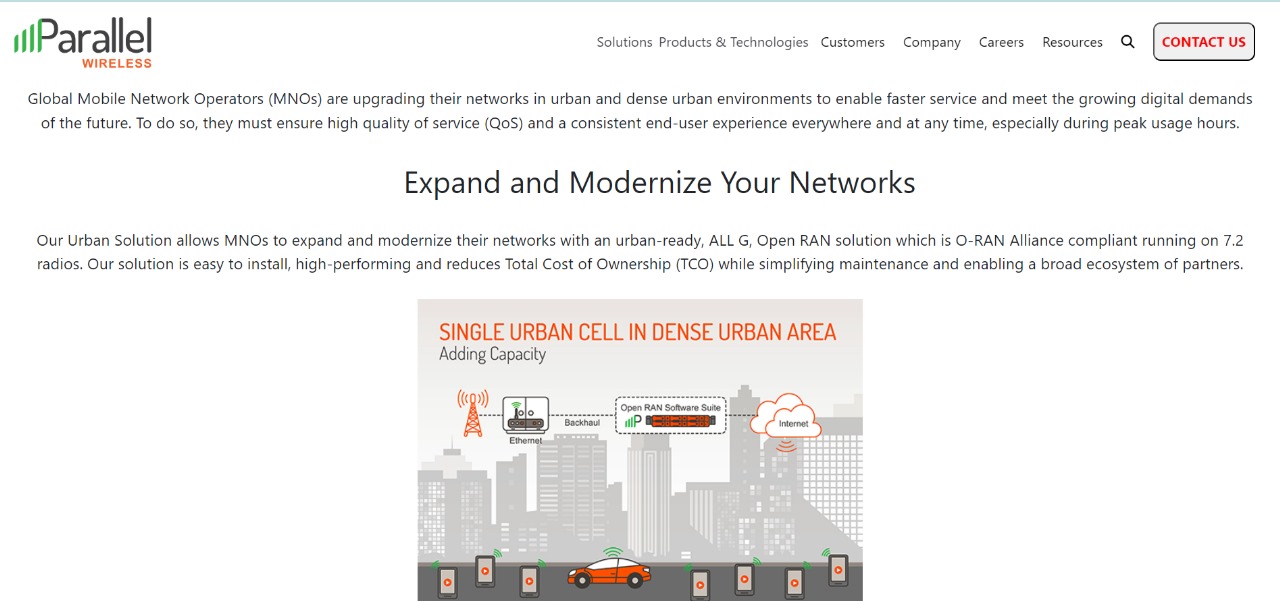 Parallel
WIRELESS
Solutions Products & Technologies Customers Company Careers Resources CONTACT US
Global Mobile Network Operators (MNOs) are upgrading their networks in urban and dense urban environments to enable faster service and meet the growing digital demands
of the future. To do so, they must ensure high quality of service (QoS) and a consistent end-user experience everywhere and at any time, especially during peak usage hours.
Expand and Modernize Your Networks
Our Urban Solution allows MNOs to expand and modernize their networks with an urban-ready, ALL G, Open RAN solution which is O-RAN Alliance compliant running on 7.2
radios. Our solution is easy to install, high-performing and reduces Total Cost of Ownership (TCO) while simplifying maintenance and enabling a broad ecosystem of partners.
SINGLE URBAN CELL IN DENSE URBAN AREA
Adding Capacity
Open RAN Software Suite
P
Backhaul
Internet
Ethernet